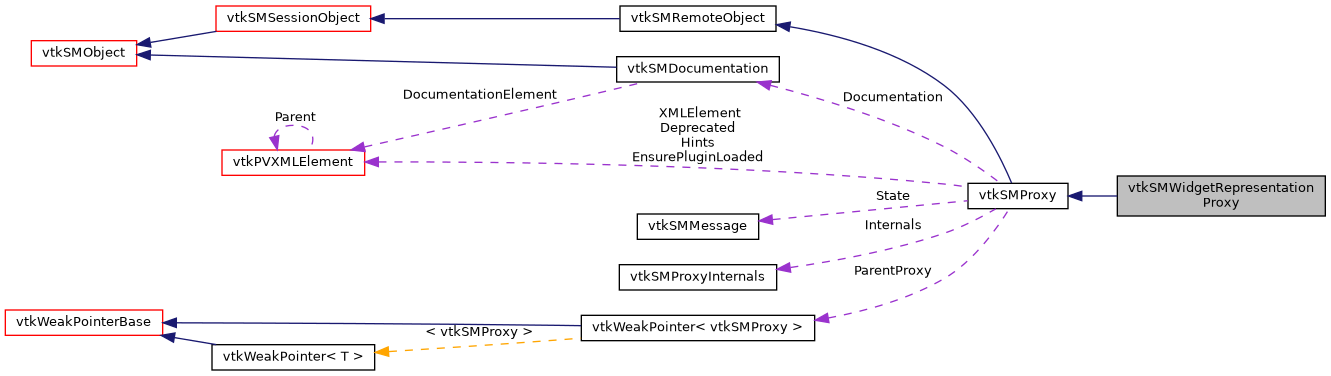 vtkSMSessionObject
vtkSMRemoteObject
vtkSMObject
vtkSMDocumentation
DocumentationElement
Documentation
Parent
XMLElement
Deprecated
Hints
EnsurePluginLoaded
vtkPVXMLElement
vtkSMProxy
vtkSMWidgetRepresentation
Proxy
State
vtkSMMessage
Internals
vtkSMProxyInternals
ParentProxy
vtkWeakPointerBase
< vtkSMProxy >
vtkWeakPointer< vtkSMProxy >
vtkWeakPointer< T >